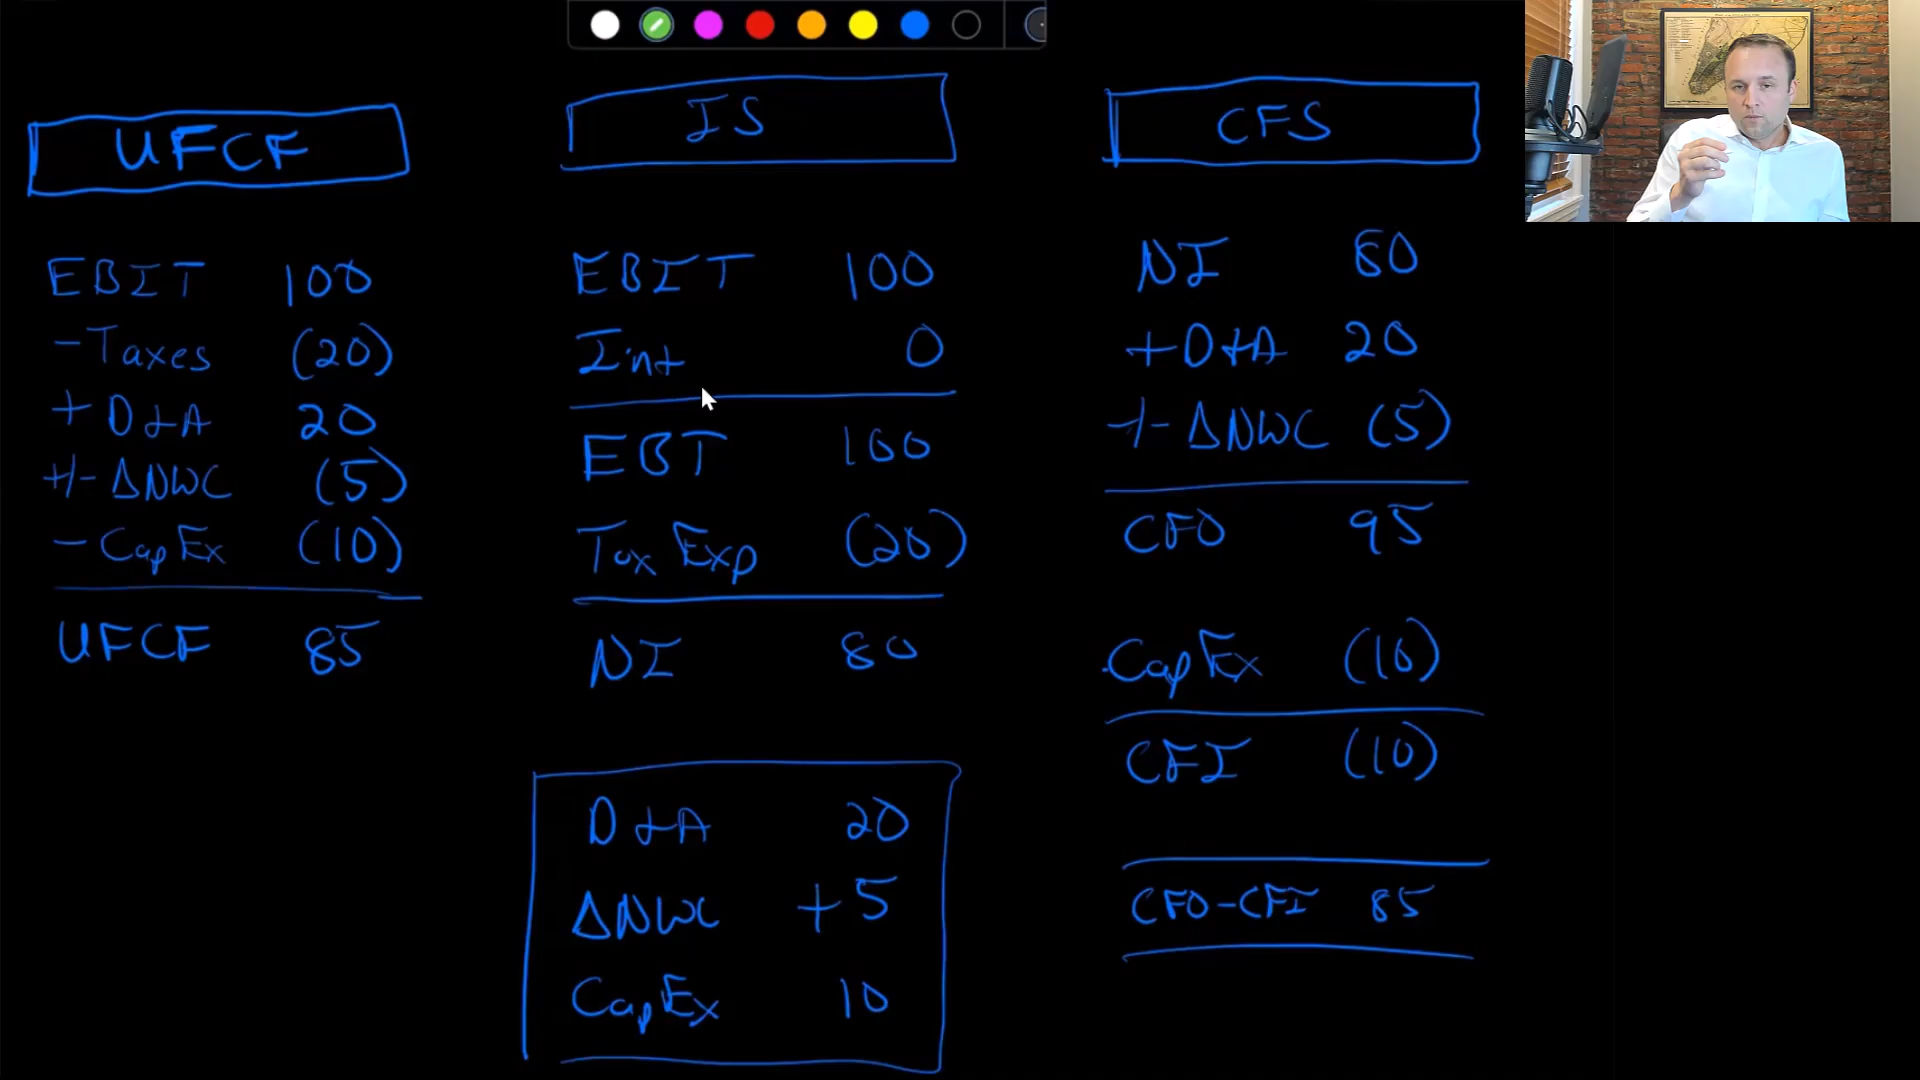 UFCF
EBIT 100
-Taxes (20)
+ D&A 20
+/- ΔNWC (5)
-CapEx (10)
UFCF 85
IS
EBIT 100
Int 0
EBT 100
Tax Exp (20)
NI 80
D&A 20
ΔNWC +5
CapEx 10
CFS
NI 80
+D&A 20
+/- ΔNWC (5)
CFO 95
CapEx (10)
CFI (10)
CFO-CFI 85